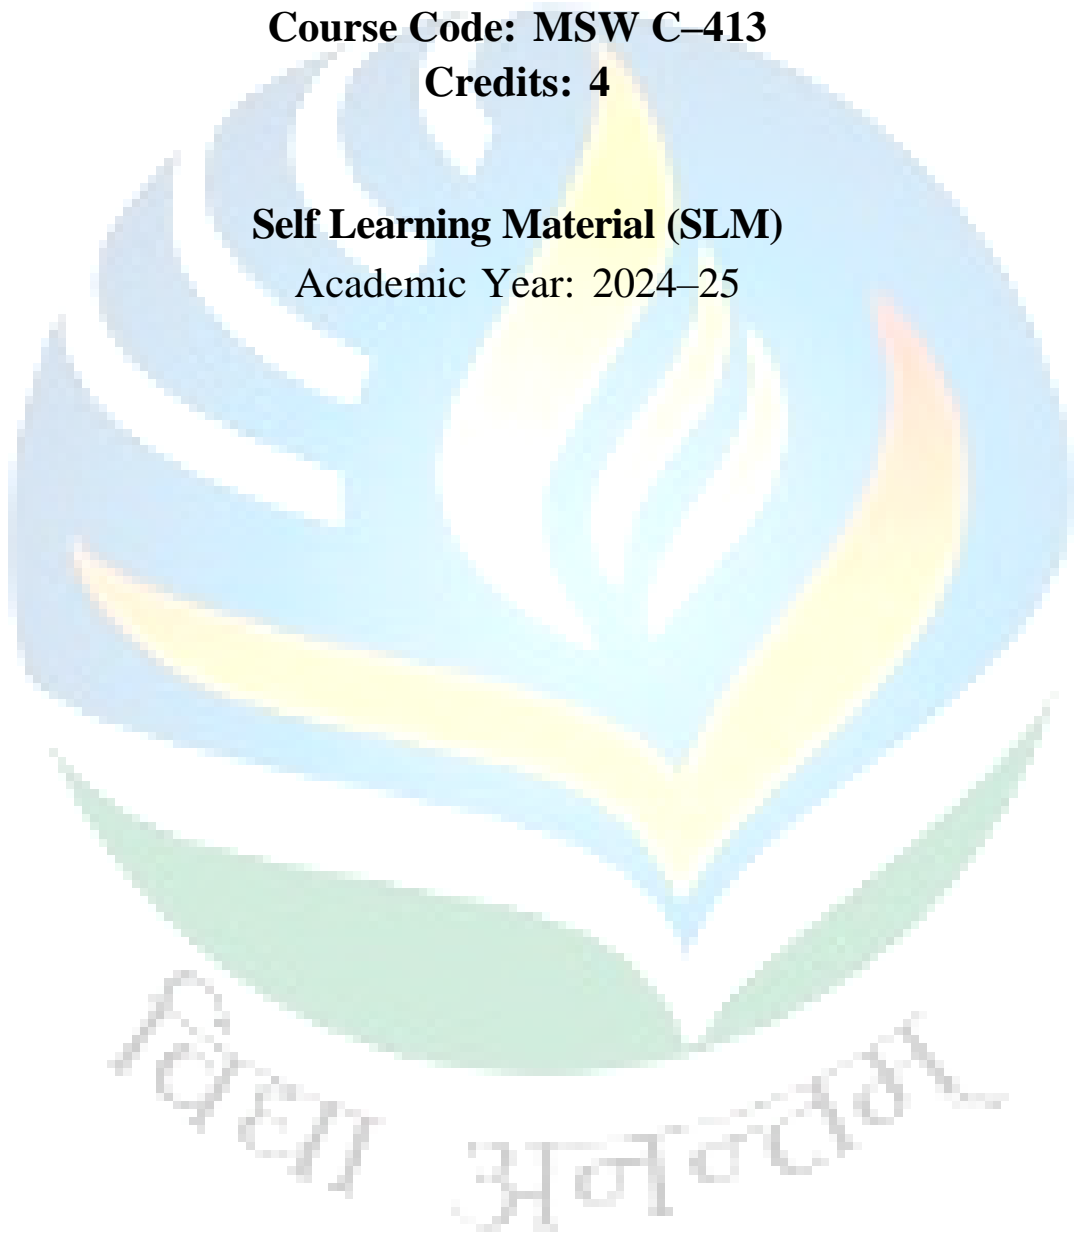 Course Code: MSW C–413
Credits: 4
Self Learning Material (SLM)
Academic Year: 2024–25
विद्या अनन्तम्